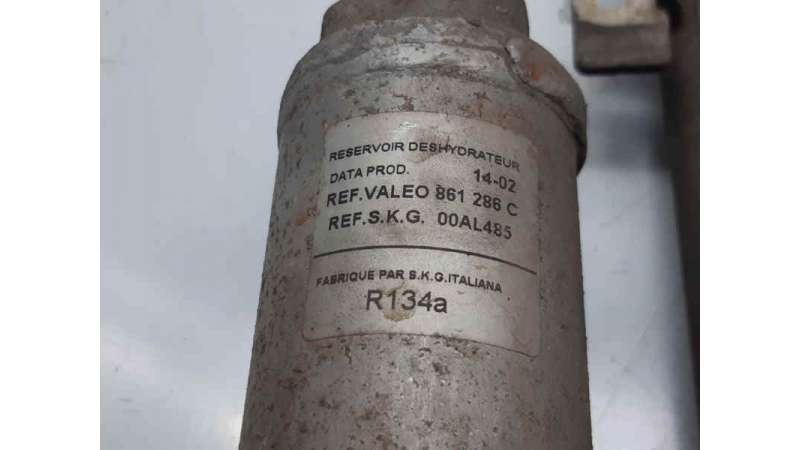 RESERVOIR DESHYDRATEUR
DATA PROD. 14-02
REF.VALEO 861 286 C
REF.S.K.G. 00AL485
FABRIQUE PAR S.K.G.ITALIANA
R134a